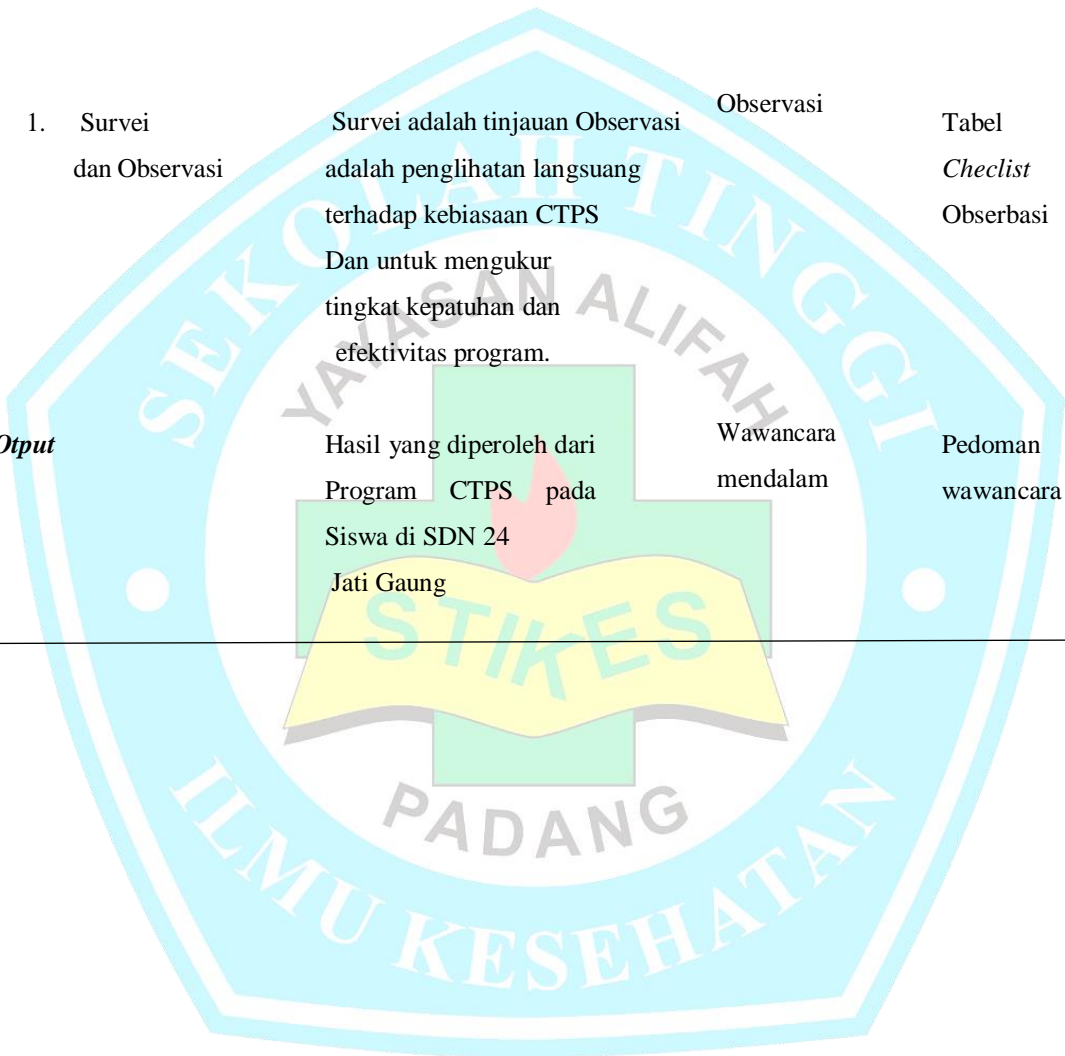 1. Survei
dan Observasi
Survei adalah tinjauan Observasi
adalah penglihatan langsuang
terhadap kebiasaan CTPS
Dan untuk mengukur
tingkat kepatuhan dan
efektivitas program.
Observasi
Tabel
Checlist
Obserbasi
Otput
Hasil yang diperoleh dari
Program CTPS pada
Siswa di SDN 24
Jati Gaung
Wawancara
mendalam
Pedoman
wawancara
SEKOLAH TINGGI
YAYASAN ALIFAH
STIKES
PADANG
ILMU KESEHATAN